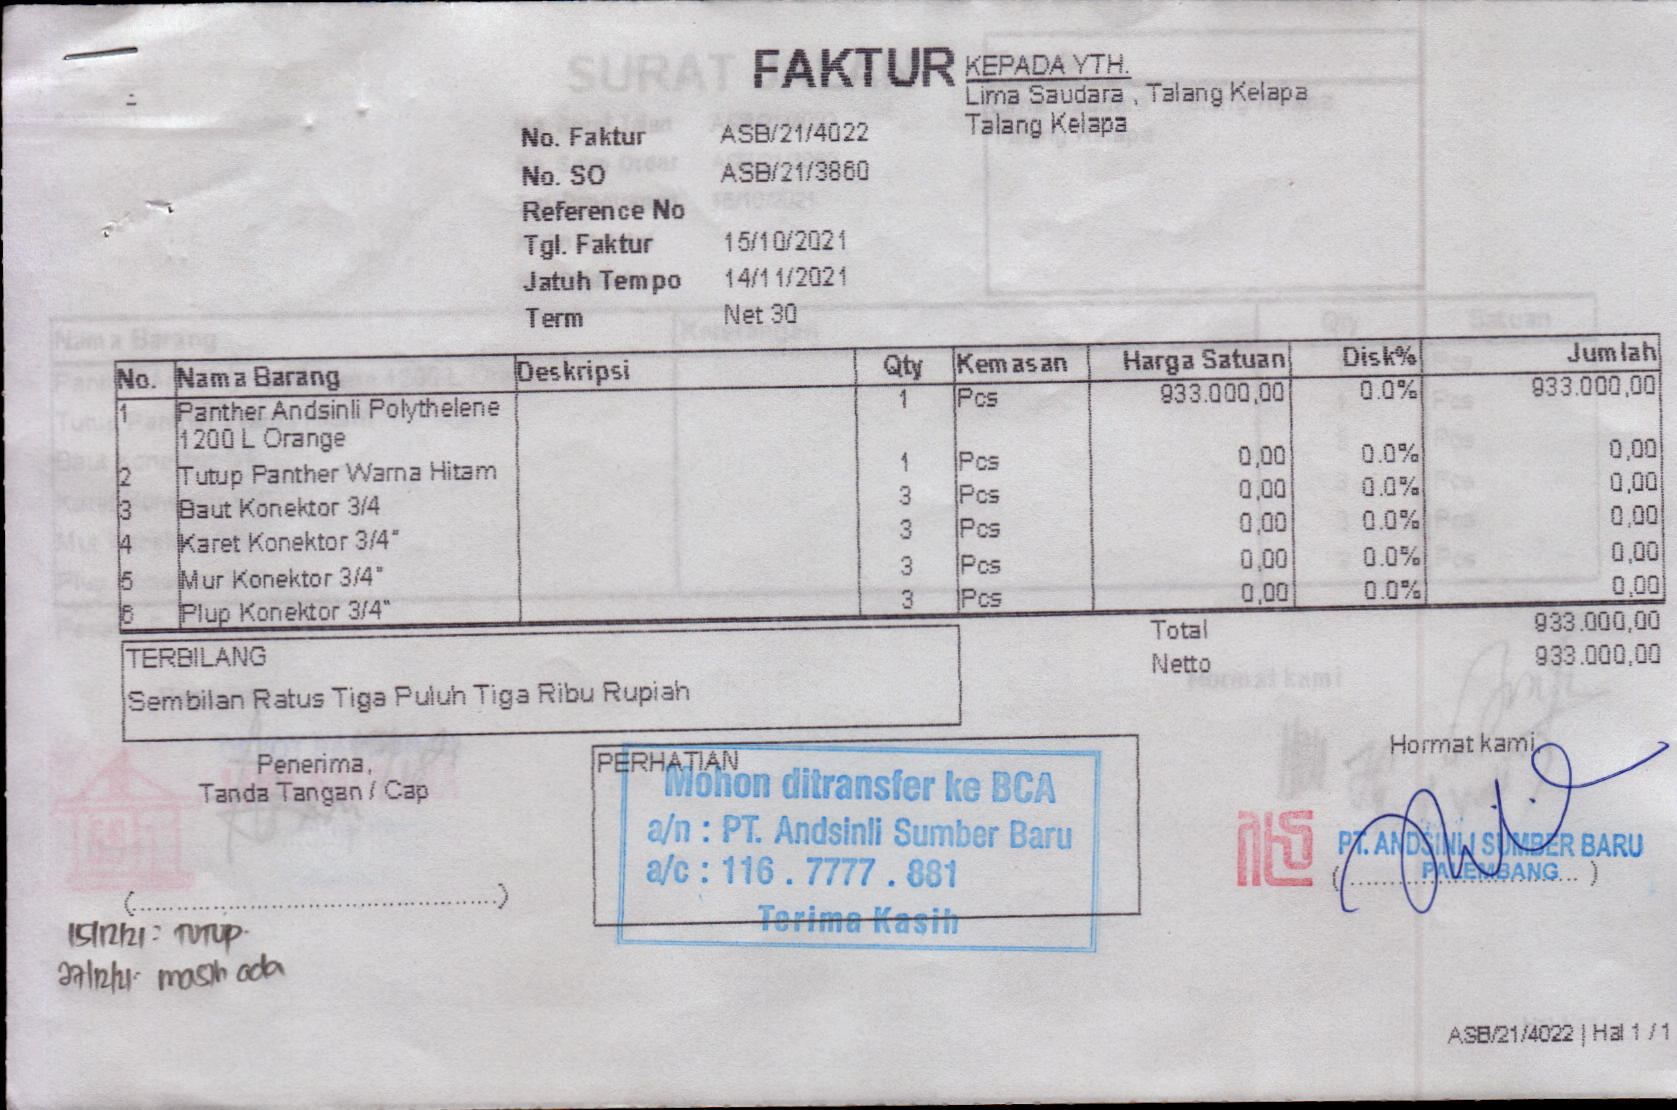 FAKTUR
KEPADA YTH.
Lima Saudara , Talang Kelapa
Talang Kelapa
No. Faktur ASB/21/4022
No. SO ASB/21/3860
Reference No
Tgl. Faktur 15/10/2021
Jatuh Tempo 14/11/2021
Term Net 30
No. Nama Barang Deskripsi Qty Kemasan Harga Satuan Disk% Jumlah
1 Panther Andsinli Polythelene 1 Pcs 933.000,00 0.0% 933.000,00
1200 L Orange
2 Tutup Panther Warna Hitam 1 Pcs 0,00 0.0% 0,00
3 Baut Konektor 3/4 3 Pcs 0,00 0.0% 0,00
4 Karet Konektor 3/4" 3 Pcs 0,00 0.0% 0,00
5 Mur Konektor 3/4" 3 Pcs 0,00 0.0% 0,00
6 Plup Konektor 3/4" 3 Pcs 0,00 0.0% 0,00
Total 933.000,00
Netto 933.000,00
TERBILANG
Sembilan Ratus Tiga Puluh Tiga Ribu Rupiah
Penerima,
Tanda Tangan / Cap
(..................................................)
PERHATIAN
Mohon ditransfer ke BCA
a/n : PT. Andsinli Sumber Baru
a/c : 116 . 7777 . 881
Terima Kasih
Hormat kami
PT. ANDSINLI SUMBER BARU
PALEMBANG
15/12/21: TUTUP.
27/12/21: masih ada
ASB/21/4022 | Hal 1 / 1